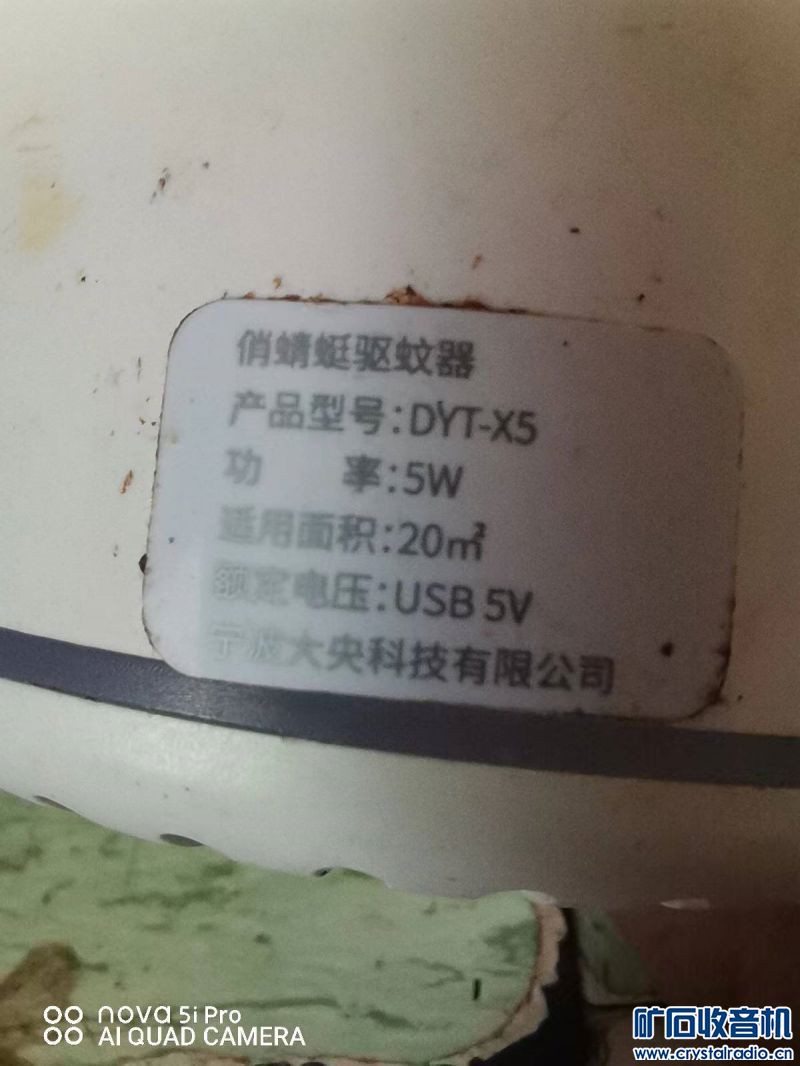 俏蜻蜓驱蚊器
产品型号:DYT-X5
功 率:5W
适用面积:20㎡
额定电压:USB 5V
宁波大央科技有限公司
nova 5i Pro
AI QUAD CAMERA
矿石收音机
www.crystalradio.cn